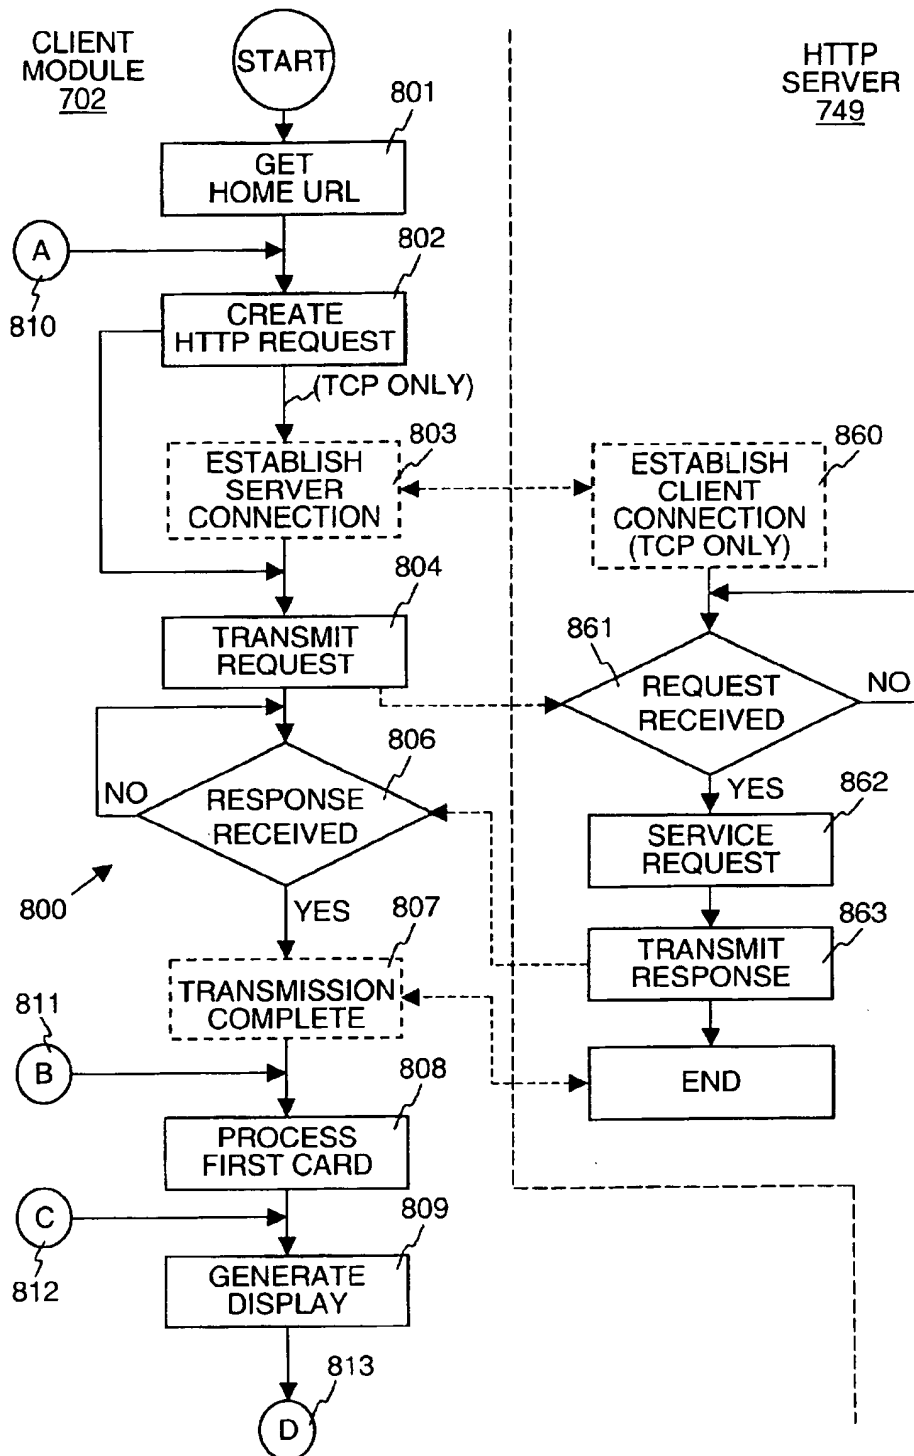 CLIENT
MODULE
702
START
HTTP
SERVER
749
801
GET
HOME URL
A
810
802
CREATE
HTTP REQUEST
(TCP ONLY)
803
ESTABLISH
SERVER
CONNECTION
860
ESTABLISH
CLIENT
CONNECTION
(TCP ONLY)
804
TRANSMIT
REQUEST
861
REQUEST
RECEIVED
NO
YES
806
RESPONSE
RECEIVED
NO
YES
800
862
SERVICE
REQUEST
863
TRANSMIT
RESPONSE
807
TRANSMISSION
COMPLETE
END
811
B
808
PROCESS
FIRST CARD
C
812
809
GENERATE
DISPLAY
813
D